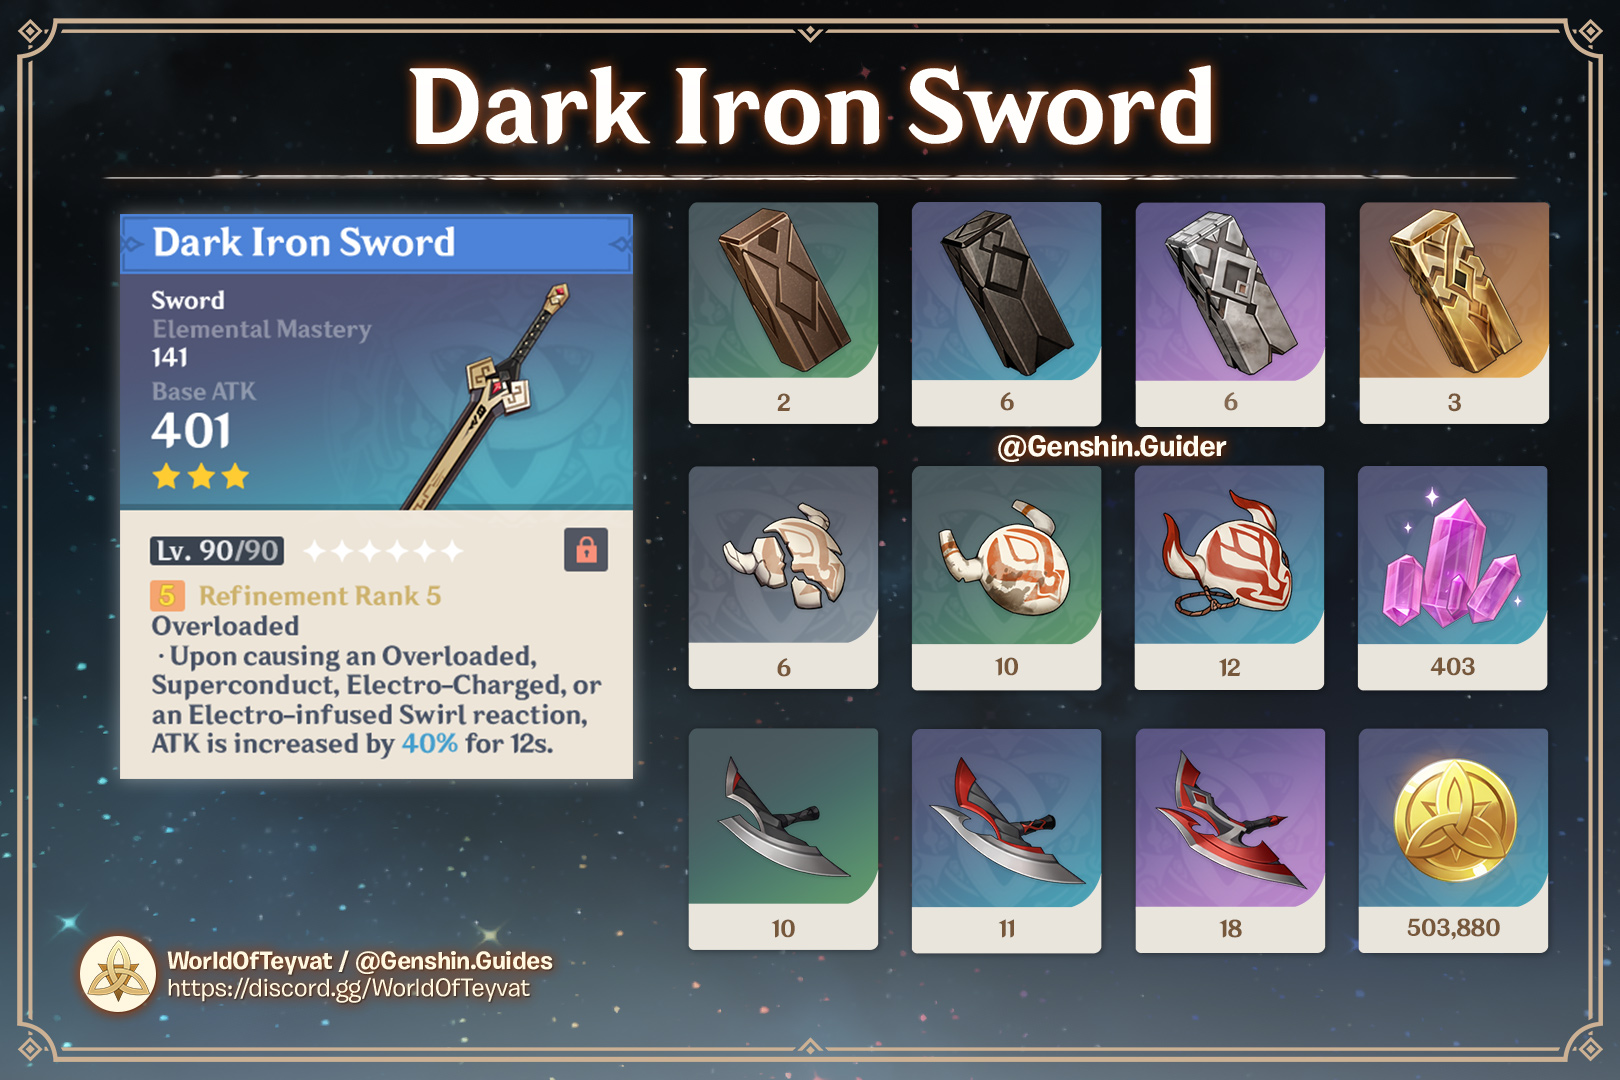 Dark Iron Sword
Dark Iron Sword
Sword
Elemental Mastery
141
Base ATK
401
Lv. 90/90
5 Refinement Rank 5
Overloaded
· Upon causing an Overloaded,
Superconduct, Electro-Charged, or
an Electro-infused Swirl reaction,
ATK is increased by 40% for 12s.
2
6
6
3
@Genshin.Guider
6
10
12
403
10
11
18
503,880
WorldOfTeyvat / @Genshin.Guides
https://discord.gg/WorldOfTeyvat